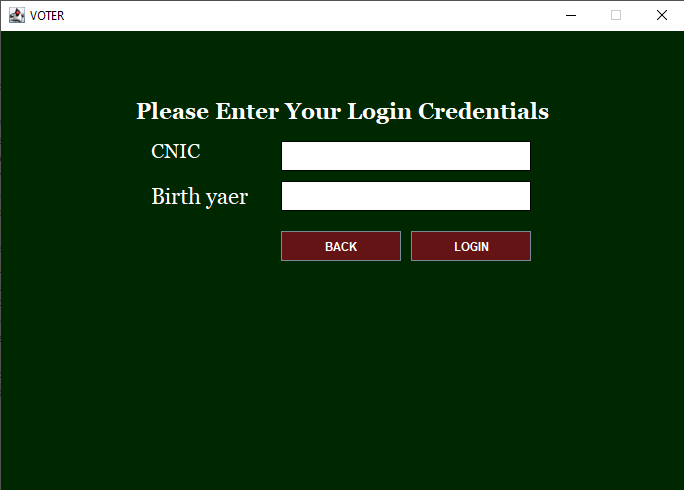 VOTER
Please Enter Your Login Credentials
CNIC
Birth yaer
BACK LOGIN